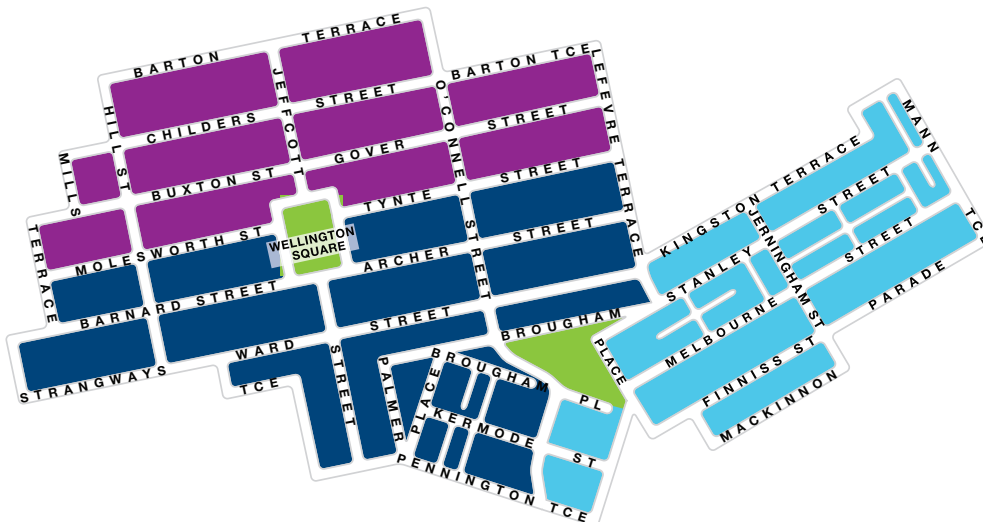 BARTON TERRACE
BARTON TCE
LEFEVRE TERRACE
HILL ST
JEFFCOTT
STREET
O'CONNELL STREET
CHILDERS STREET
MILLS TERRACE
BUXTON ST
GOVER STREET
MOLESWORTH ST
TYNTE STREET
WELLINGTON
SQUARE
BARNARD STREET
ARCHER STREET
STRANGWAYS
TCE
WARD STREET
BROUGHAM
PLACE
PALMER
PLACE
BROUGHAM
PL
KERMODE
ST
PENNINGTON TCE
KINGSTON TERRACE
MANN
TCE
STANLEY STREET
JERNINGHAM ST
MELBOURNE STREET
FINNISS ST
MACKINNON
PARADE